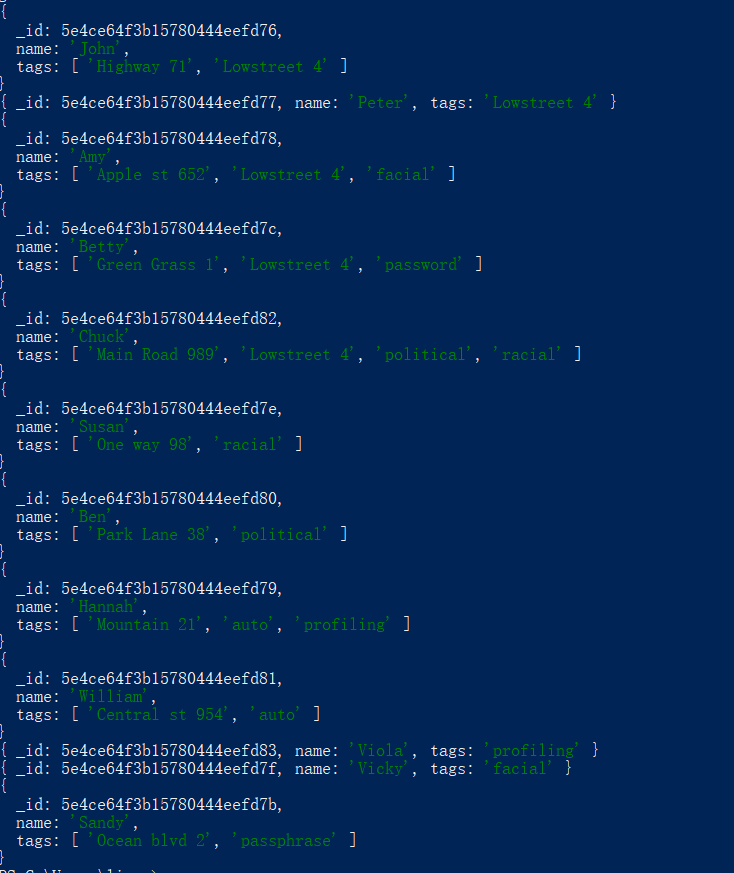 {
_id: 5e4ce64f3b15780444eefd76,
name: 'John',
tags: [ 'Highway 71', 'Lowstreet 4' ]
}
{ _id: 5e4ce64f3b15780444eefd77, name: 'Peter', tags: 'Lowstreet 4' }
{
_id: 5e4ce64f3b15780444eefd78,
name: 'Amy',
tags: [ 'Apple st 652', 'Lowstreet 4', 'facial' ]
}
{
_id: 5e4ce64f3b15780444eefd7c,
name: 'Betty',
tags: [ 'Green Grass 1', 'Lowstreet 4', 'password' ]
}
{
_id: 5e4ce64f3b15780444eefd82,
name: 'Chuck',
tags: [ 'Main Road 989', 'Lowstreet 4', 'political', 'racial' ]
}
{
_id: 5e4ce64f3b15780444eefd7e,
name: 'Susan',
tags: [ 'One way 98', 'racial' ]
}
{
_id: 5e4ce64f3b15780444eefd80,
name: 'Ben',
tags: [ 'Park Lane 38', 'political' ]
}
{
_id: 5e4ce64f3b15780444eefd79,
name: 'Hannah',
tags: [ 'Mountain 21', 'auto', 'profiling' ]
}
{
_id: 5e4ce64f3b15780444eefd81,
name: 'William',
tags: [ 'Central st 954', 'auto' ]
}
{ _id: 5e4ce64f3b15780444eefd83, name: 'Viola', tags: 'profiling' }
{ _id: 5e4ce64f3b15780444eefd7f, name: 'Vicky', tags: 'facial' }
{
_id: 5e4ce64f3b15780444eefd7b,
name: 'Sandy',
tags: [ 'Ocean blvd 2', 'passphrase' ]
}